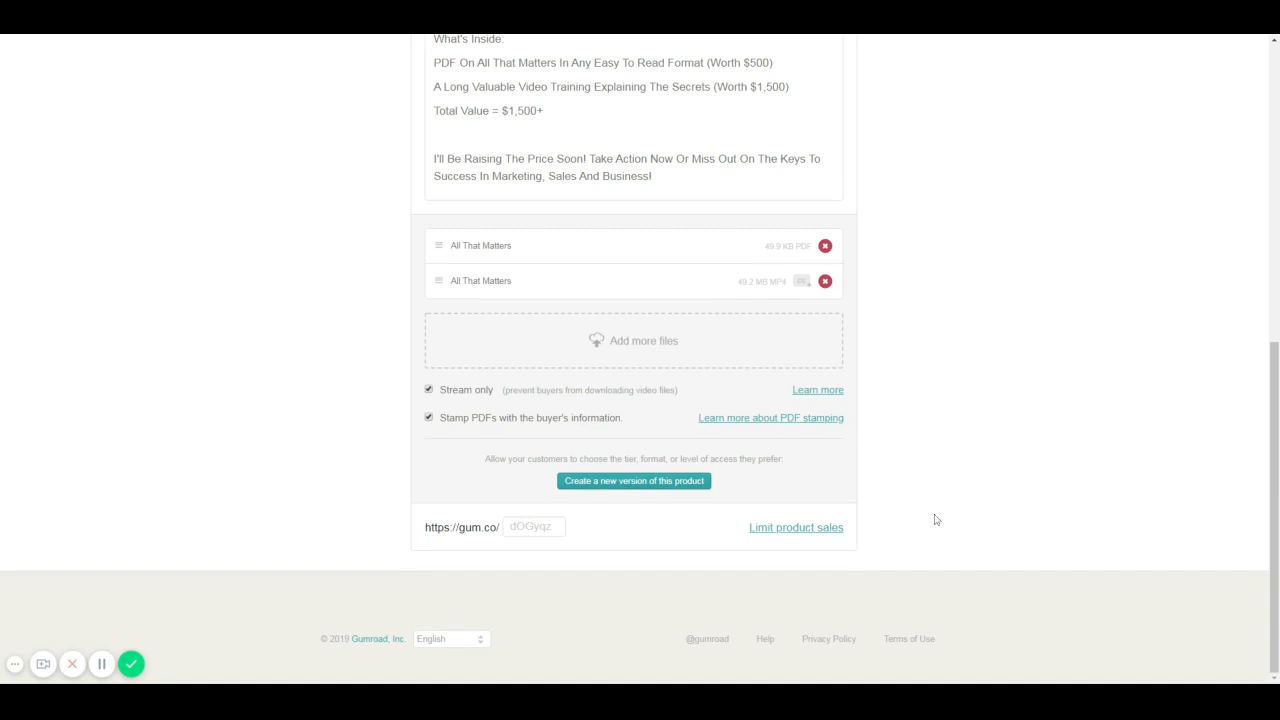 What's Inside:
PDF On All That Matters In Any Easy To Read Format (Worth $500)
A Long Valuable Video Training Explaining The Secrets (Worth $1,500)
Total Value = $1,500+
I'll Be Raising The Price Soon! Take Action Now Or Miss Out On The Keys To
Success In Marketing, Sales And Business!
All That Matters 49.9 KB PDF
All That Matters 49.2 MB MP4 CC
Add more files
Stream only (prevent buyers from downloading video files) Learn more
Stamp PDFs with the buyer's information. Learn more about PDF stamping
Allow your customers to choose the tier, format, or level of access they prefer.
Create a new version of this product
https://gum.co/ dOGyqz Limit product sales
© 2019 Gumroad, Inc. English @gumroad Help Privacy Policy Terms of Use